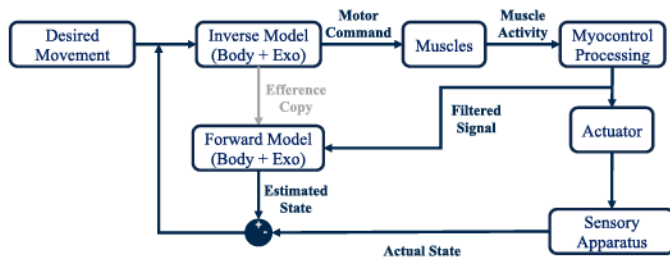 Desired
Movement
Inverse Model
(Body + Exo)
Motor
Command
Muscles
Muscle
Activity
Myocontrol
Processing
Efference
Copy
Filtered
Signal
Actuator
Forward Model
(Body + Exo)
Estimated
State
+
-
Actual State
Sensory
Apparatus